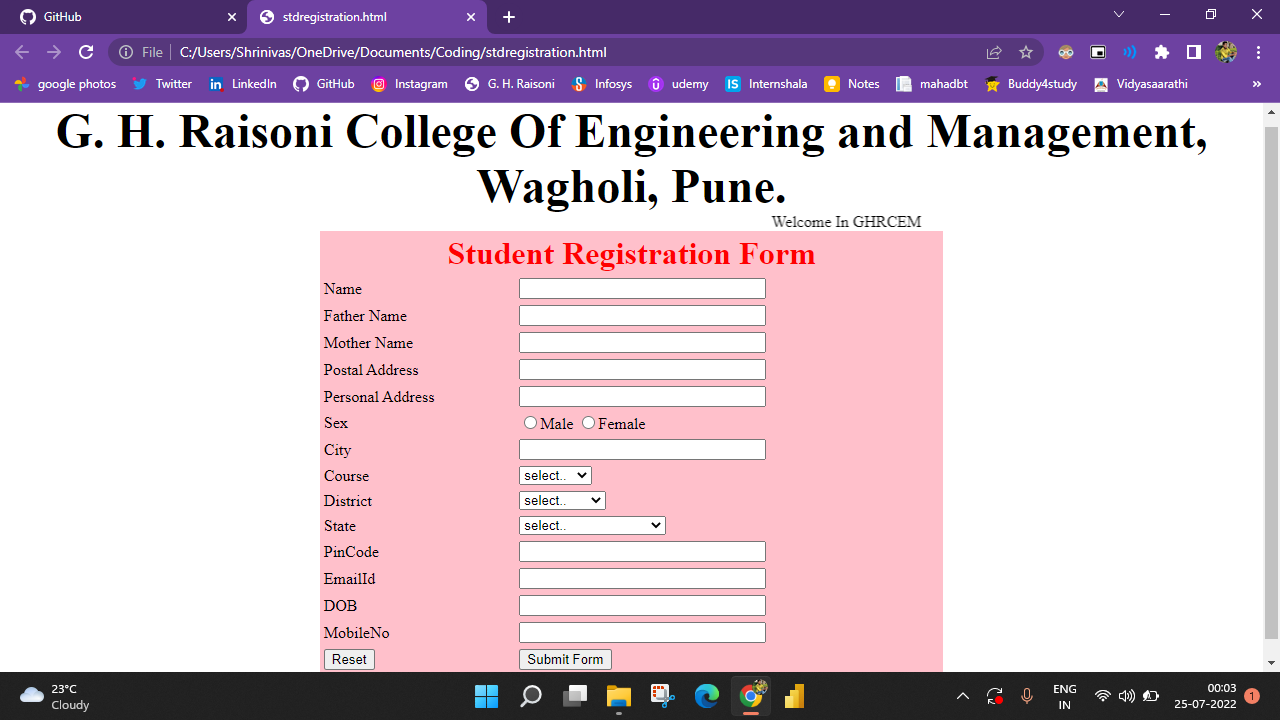 GitHub
stdregistration.html
File
C:/Users/Shrinivas/OneDrive/Documents/Coding/stdregistration.html
google photos Twitter LinkedIn GitHub Instagram G. H. Raisoni Infosys udemy IS Internshala Notes mahadbt Buddy4study Vidyasaarathi »
G. H. Raisoni College Of Engineering and Management,
Wagholi, Pune.
Welcome In GHRCEM
Student Registration Form
Name
Father Name
Mother Name
Postal Address
Personal Address
Sex Male Female
City
Course select..
District select..
State select..
PinCode
EmailId
DOB
MobileNo
Reset Submit Form
23°C
Cloudy
ENG
IN
00:03
25-07-2022
1